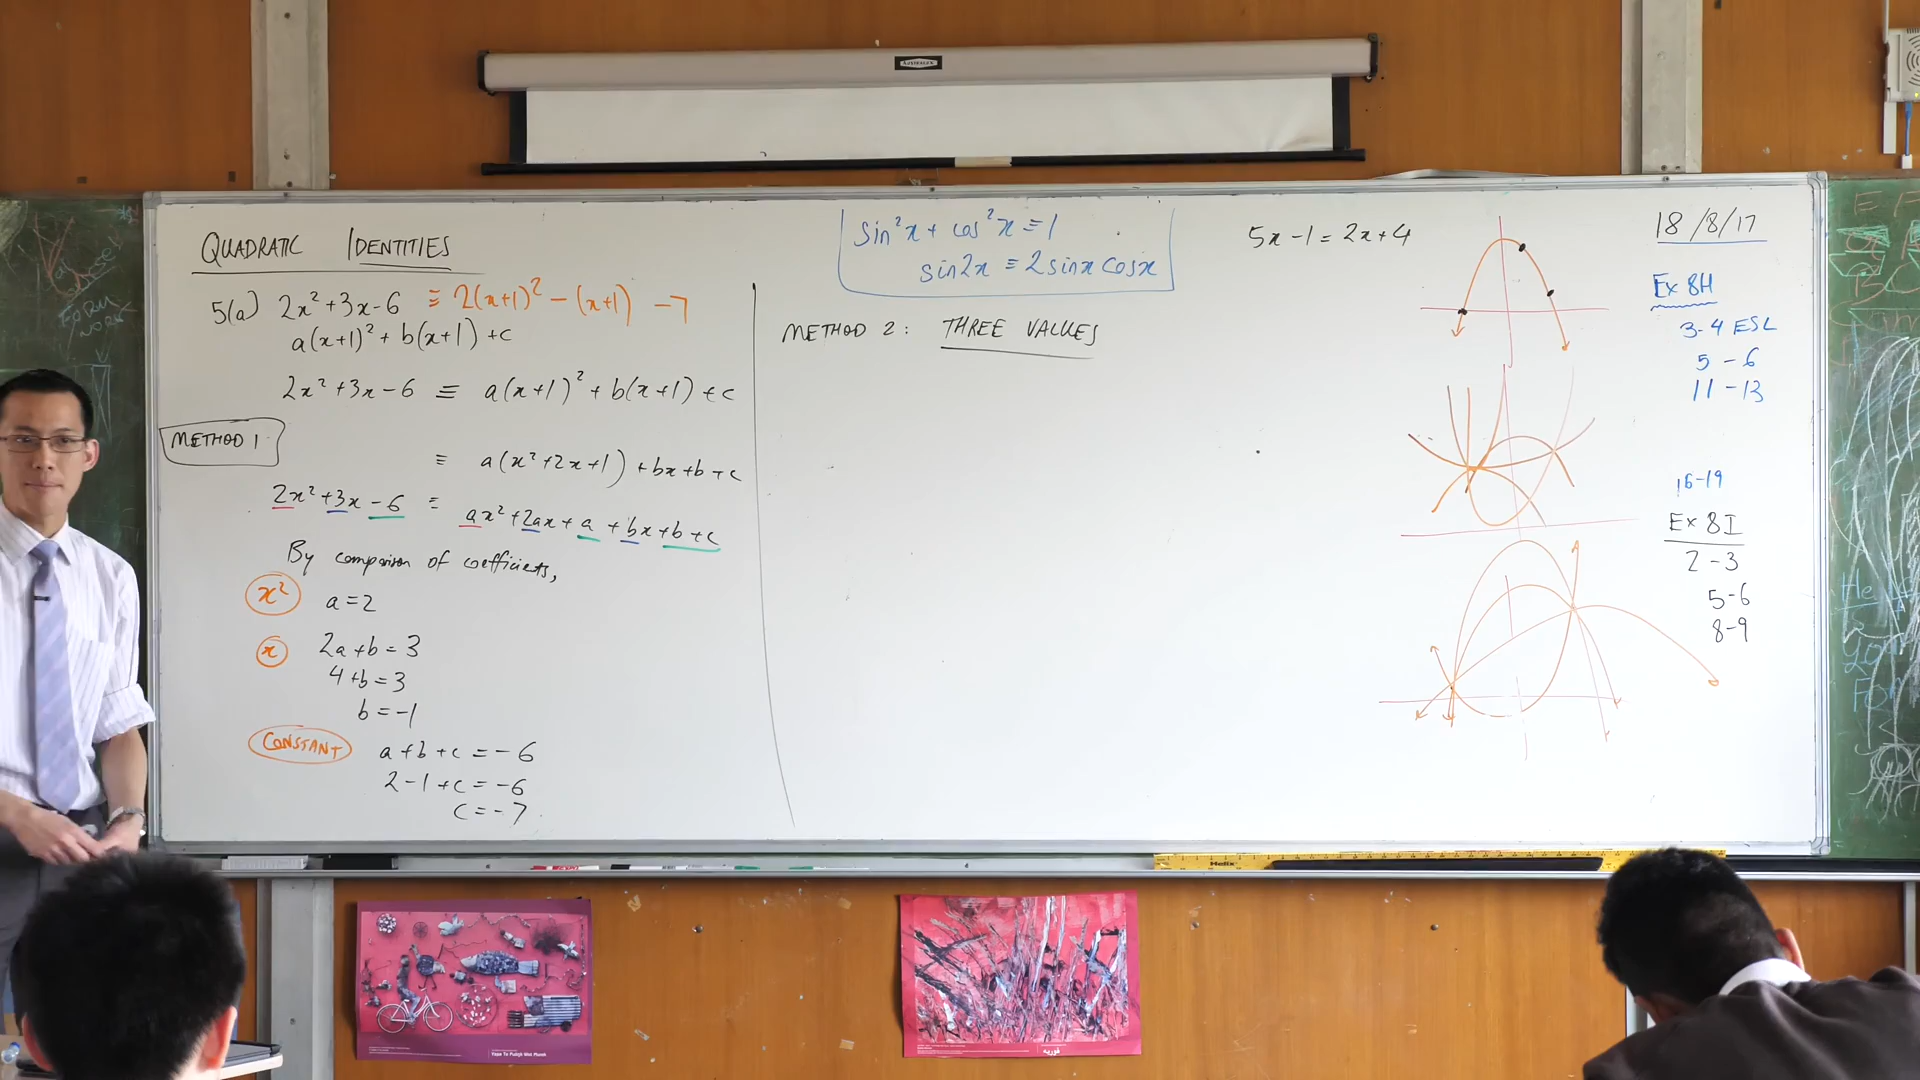 AUSTRALEX
QUADRATIC IDENTITIES
5(a) 2x² + 3x - 6 ≡ 2(x+1)² - (x+1) - 7
a(x+1)² + b(x+1) + c
2x² + 3x - 6 ≡ a(x+1)² + b(x+1) + c
METHOD 1
≡ a(x² + 2x + 1) + bx + b + c
2x² + 3x - 6 ≡ ax² + 2ax + a + bx + b + c
By comparison of coefficients,
x² a = 2
x 2a + b = 3
4 + b = 3
b = -1
CONSTANT a + b + c = -6
2 - 1 + c = -6
c = -7
sin²x + cos²x ≡ 1
sin2x ≡ 2sinx cosx
METHOD 2: THREE VALUES
5x - 1 = 2x + 4
18/8/17
Ex 8H
3-4 ESL
5 - 6
11 - 13
16-19
Ex 8I
2 - 3
5-6
8-9
FORM
WORK
Helix